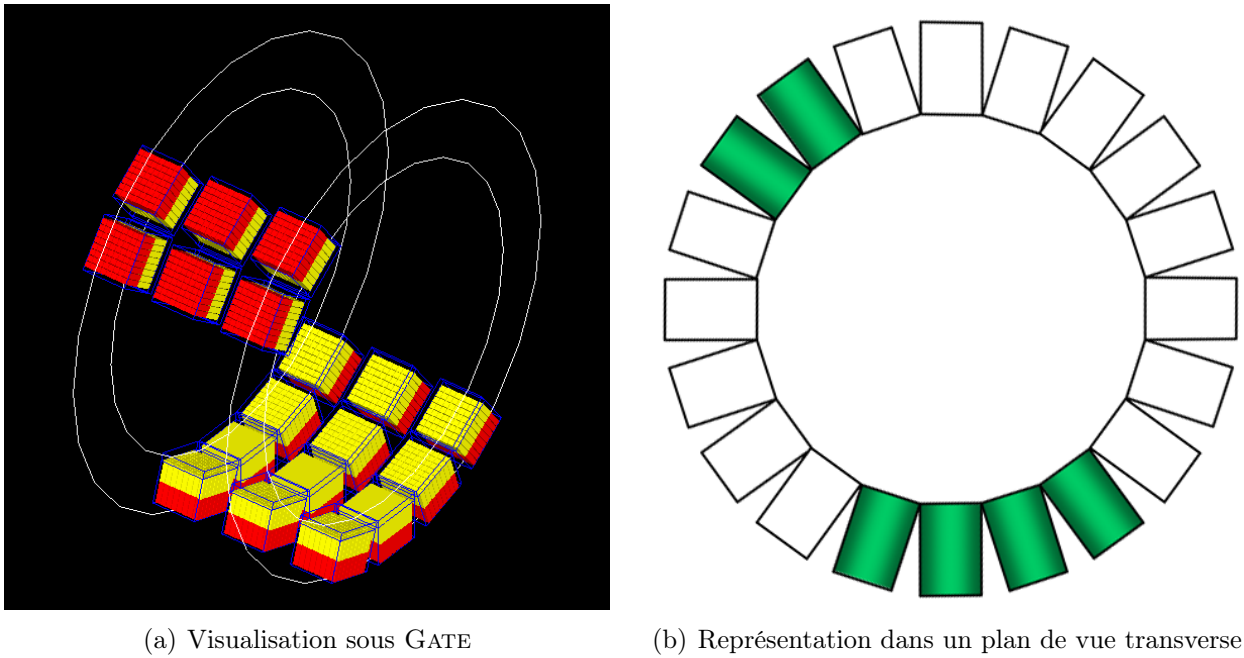 (a) Visualisation sous GATE
(b) Représentation dans un plan de vue transverse